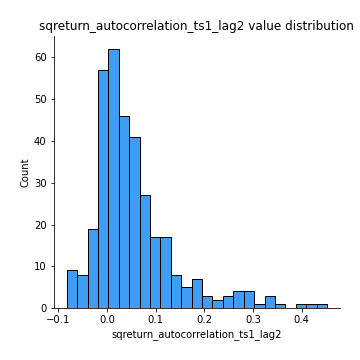 sqreturn_autocorrelation_ts1_lag2 value distribution
60
50
40
30
20
10
0
Count
−0.1 0.0 0.1 0.2 0.3 0.4
sqreturn_autocorrelation_ts1_lag2